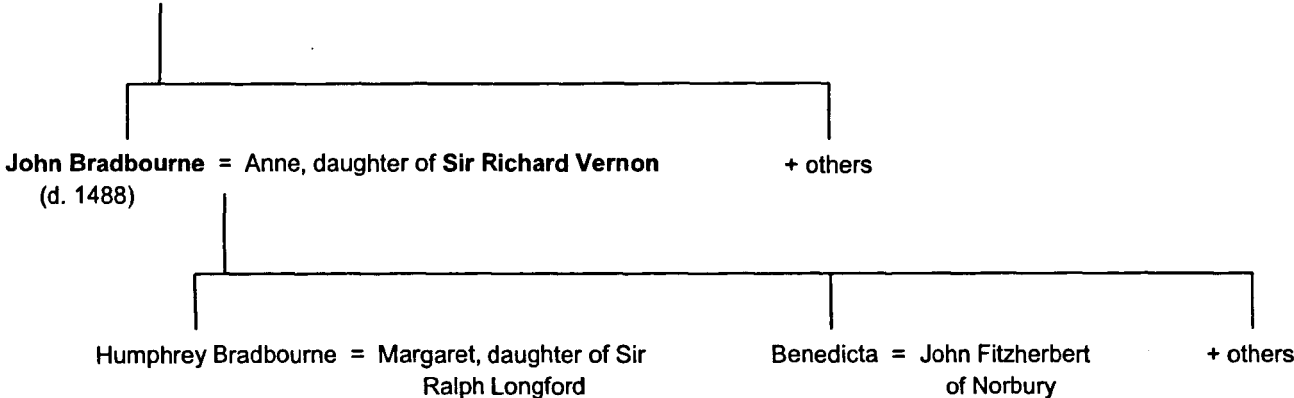 John Bradbourne = Anne, daughter of Sir Richard Vernon + others
(d. 1488)
Humphrey Bradbourne = Margaret, daughter of Sir Benedicta = John Fitzherbert + others
Ralph Longford of Norbury